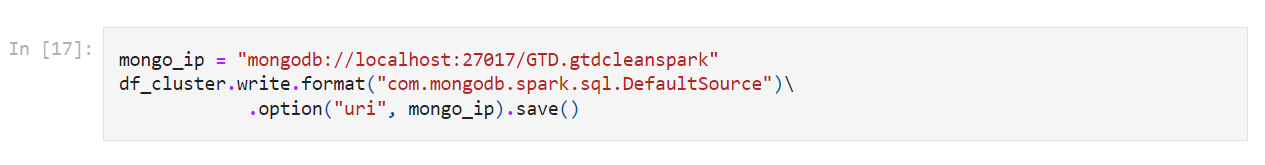 In [17]:
mongo_ip = "mongodb://localhost:27017/GTD.gtdcleanspark"
df_cluster.write.format("com.mongodb.spark.sql.DefaultSource")\
            .option("uri", mongo_ip).save()